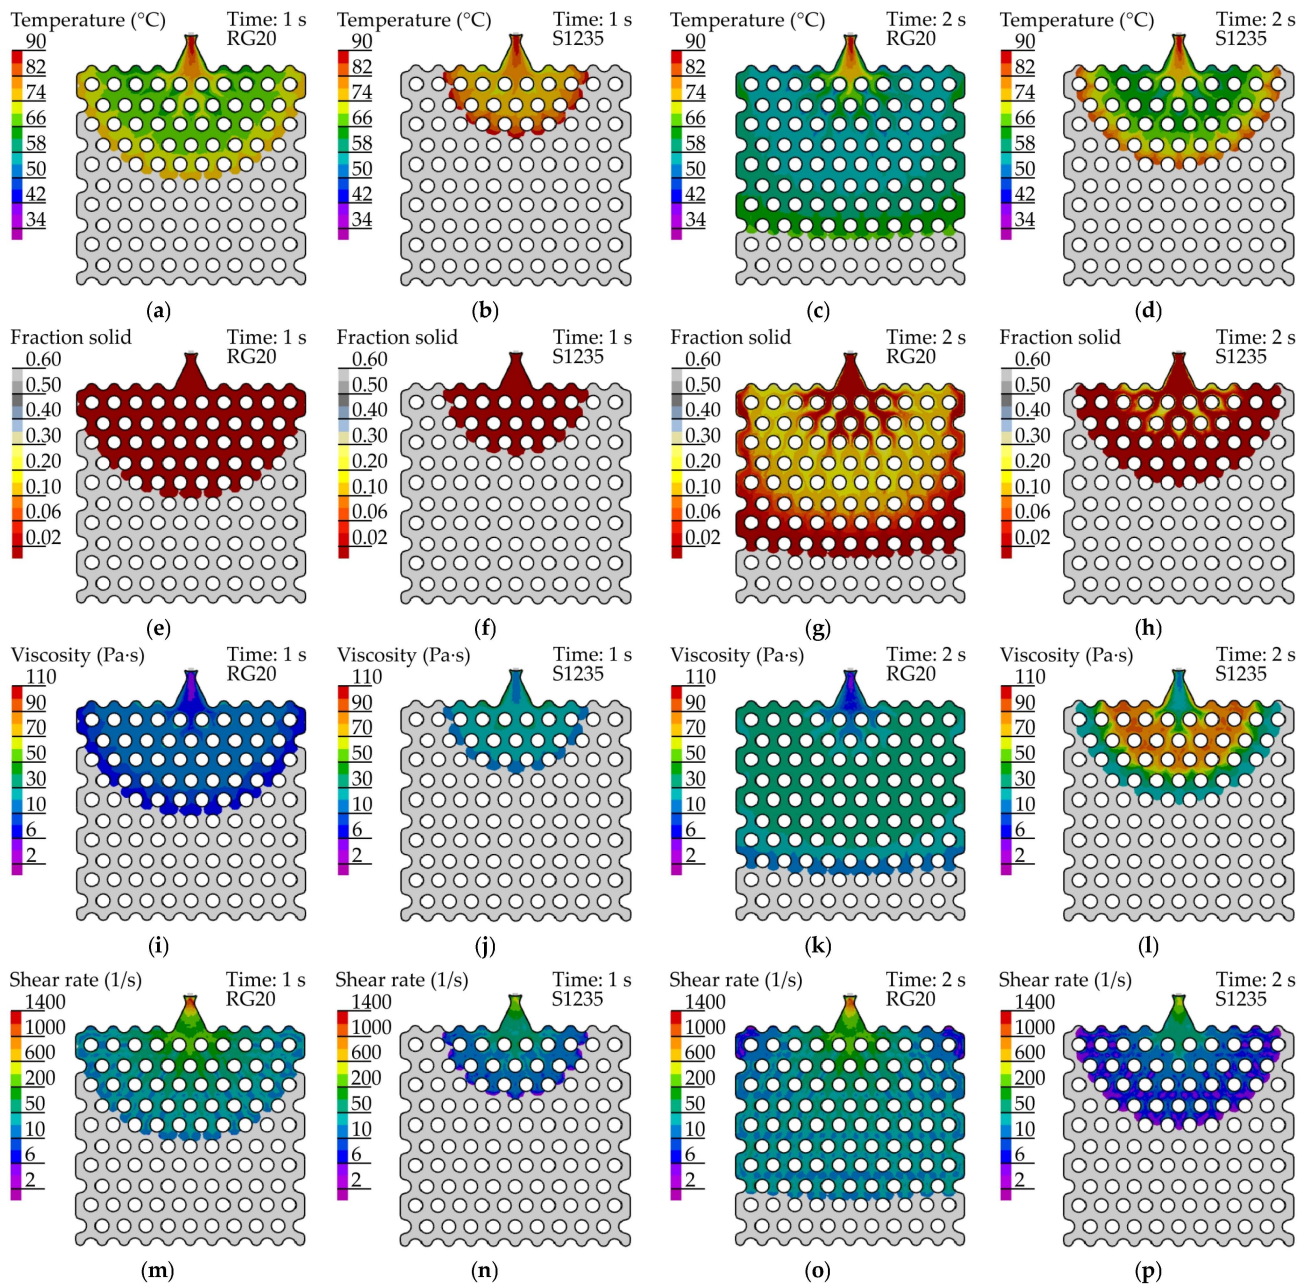 Temperature (°C) Time: 1 s
RG20
90
82
74
66
58
50
42
34
(a)
Temperature (°C) Time: 1 s
S1235
90
82
74
66
58
50
42
34
(b)
Temperature (°C) Time: 2 s
RG20
90
82
74
66
58
50
42
34
(c)
Temperature (°C) Time: 2 s
S1235
90
82
74
66
58
50
42
34
(d)
Fraction solid Time: 1 s
RG20
0.60
0.50
0.40
0.30
0.20
0.10
0.06
0.02
(e)
Fraction solid Time: 1 s
S1235
0.60
0.50
0.40
0.30
0.20
0.10
0.06
0.02
(f)
Fraction solid Time: 2 s
RG20
0.60
0.50
0.40
0.30
0.20
0.10
0.06
0.02
(g)
Fraction solid Time: 2 s
S1235
0.60
0.50
0.40
0.30
0.20
0.10
0.06
0.02
(h)
Viscosity (Pa·s) Time: 1 s
RG20
110
90
70
50
30
10
6
2
(i)
Viscosity (Pa·s) Time: 1 s
S1235
110
90
70
50
30
10
6
2
(j)
Viscosity (Pa·s) Time: 2 s
RG20
110
90
70
50
30
10
6
2
(k)
Viscosity (Pa·s) Time: 2 s
S1235
110
90
70
50
30
10
6
2
(l)
Shear rate (1/s) Time: 1 s
RG20
1400
1000
600
200
50
10
6
2
(m)
Shear rate (1/s) Time: 1 s
S1235
1400
1000
600
200
50
10
6
2
(n)
Shear rate (1/s) Time: 2 s
RG20
1400
1000
600
200
50
10
6
2
(o)
Shear rate (1/s) Time: 2 s
S1235
1400
1000
600
200
50
10
6
2
(p)